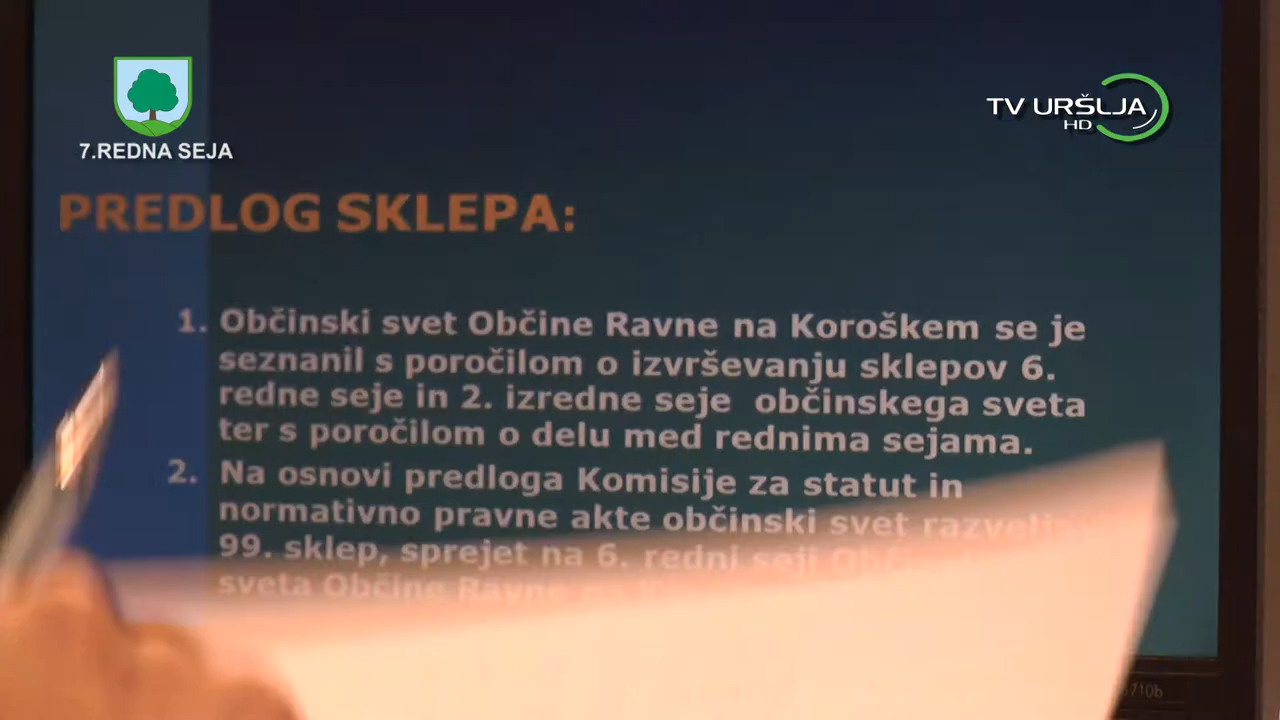 7.REDNA SEJA
TV URŠLJA
HD
PREDLOG SKLEPA:
1. Občinski svet Občine Ravne na Koroškem se je
seznanil s poročilom o izvrševanju sklepov 6.
redne seje in 2. izredne seje občinskega sveta
ter s poročilom o delu med rednima sejama.
2. Na osnovi predloga Komisije za statut in
normativno pravne akte občinski svet
99. sklep, sprejet na 6. redni seji
sveta Občine Ravne